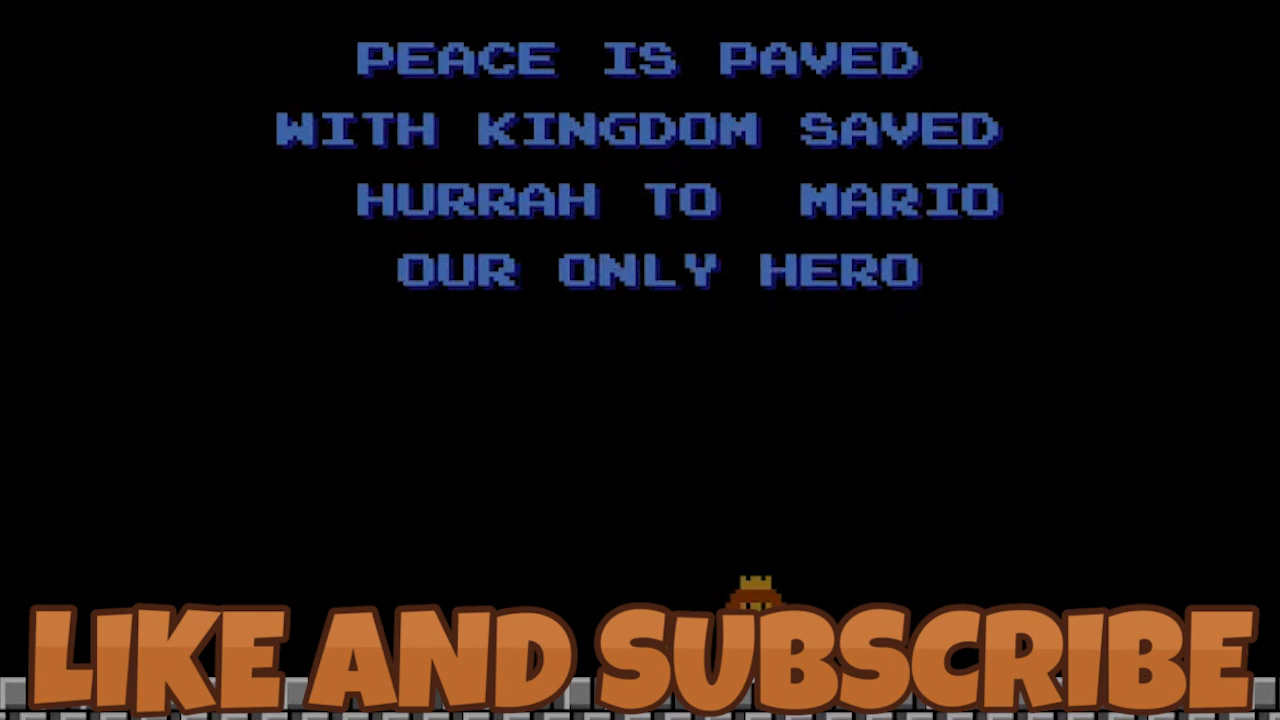 PEACE IS PAVED
WITH KINGDOM SAVED
HURRAH TO MARIO
OUR ONLY HERO
LIKE AND SUBSCRIBE